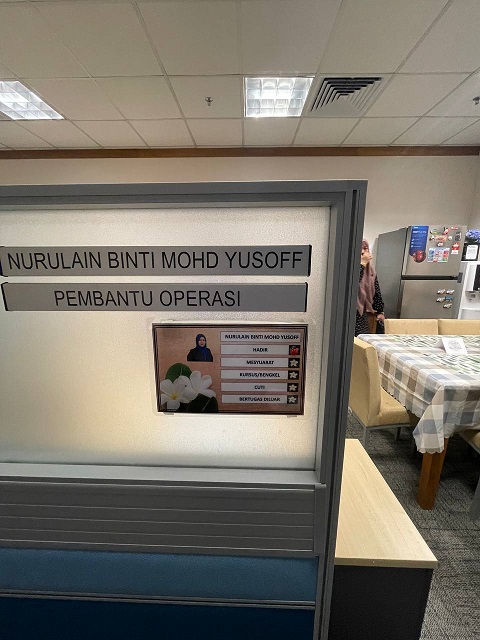 NURULAIN BINTI MOHD YUSOFF
PEMBANTU OPERASI
NURULAIN BINTI MOHD YUSOFF
HADIR
MESYUARAT
KURSUS/BENGKEL
CUTI
BERTUGAS DILUAR